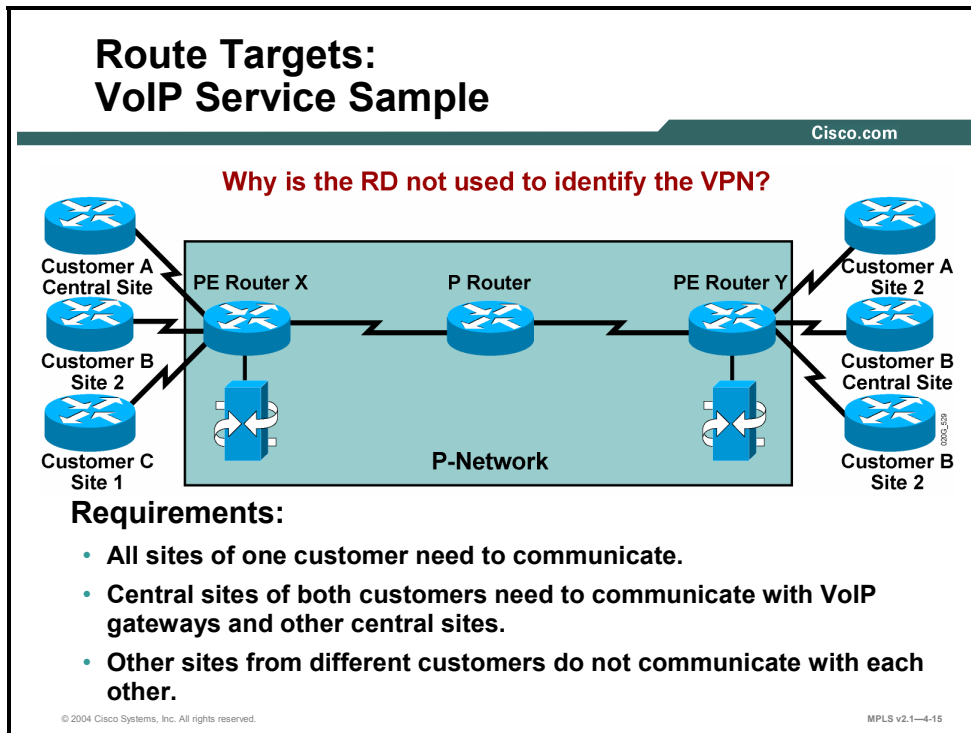 Route Targets:
VoIP Service Sample
Cisco.com
Why is the RD not used to identify the VPN?
Customer A
Central Site
PE Router X
P Router
PE Router Y
Customer A
Site 2
Customer B
Site 2
Customer B
Central Site
Customer C
Site 1
P-Network
Customer B
Site 2
020G_529
Requirements:
• All sites of one customer need to communicate.
• Central sites of both customers need to communicate with VoIP
gateways and other central sites.
• Other sites from different customers do not communicate with each
other.
© 2004 Cisco Systems, Inc. All rights reserved.
MPLS v2.1—4-15